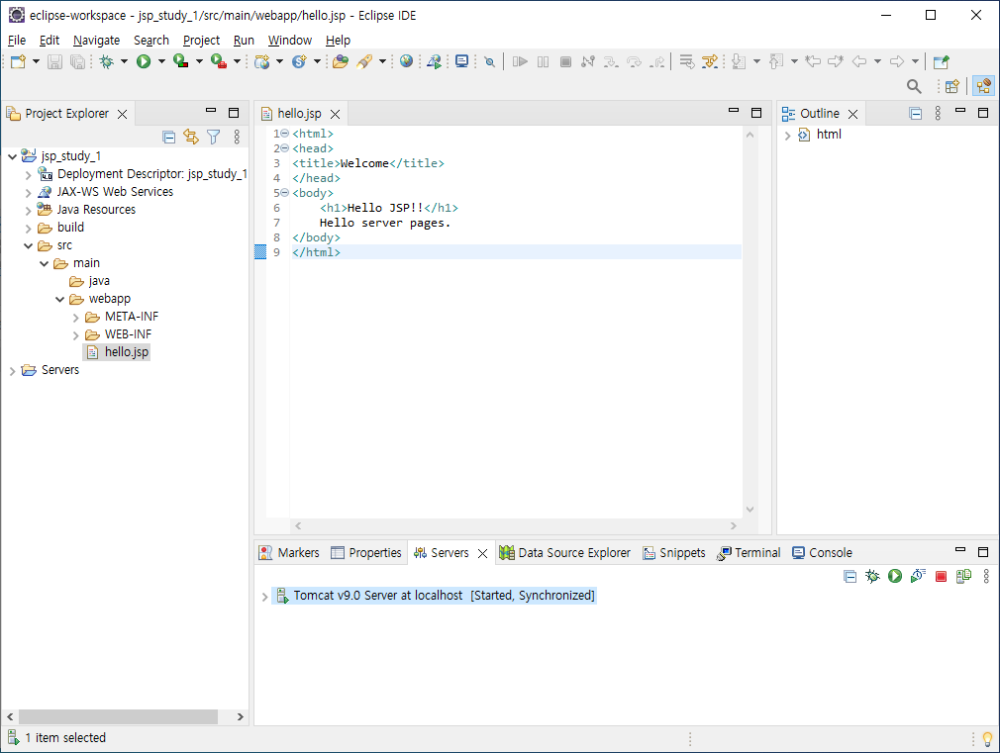 eclipse-workspace - jsp_study_1/src/main/webapp/hello.jsp - Eclipse IDE
File Edit Navigate Search Project Run Window Help
Project Explorer
hello.jsp
Outline
jsp_study_1
Deployment Descriptor: jsp_study_1
JAX-WS Web Services
Java Resources
build
src
main
java
webapp
META-INF
WEB-INF
hello.jsp
Servers
1 <html>
2 <head>
3 <title>Welcome</title>
4 </head>
5 <body>
6 <h1>Hello JSP!!</h1>
7 Hello server pages.
8 </body>
9 </html>
html
Markers Properties Servers Data Source Explorer Snippets Terminal Console
Tomcat v9.0 Server at localhost [Started, Synchronized]
1 item selected